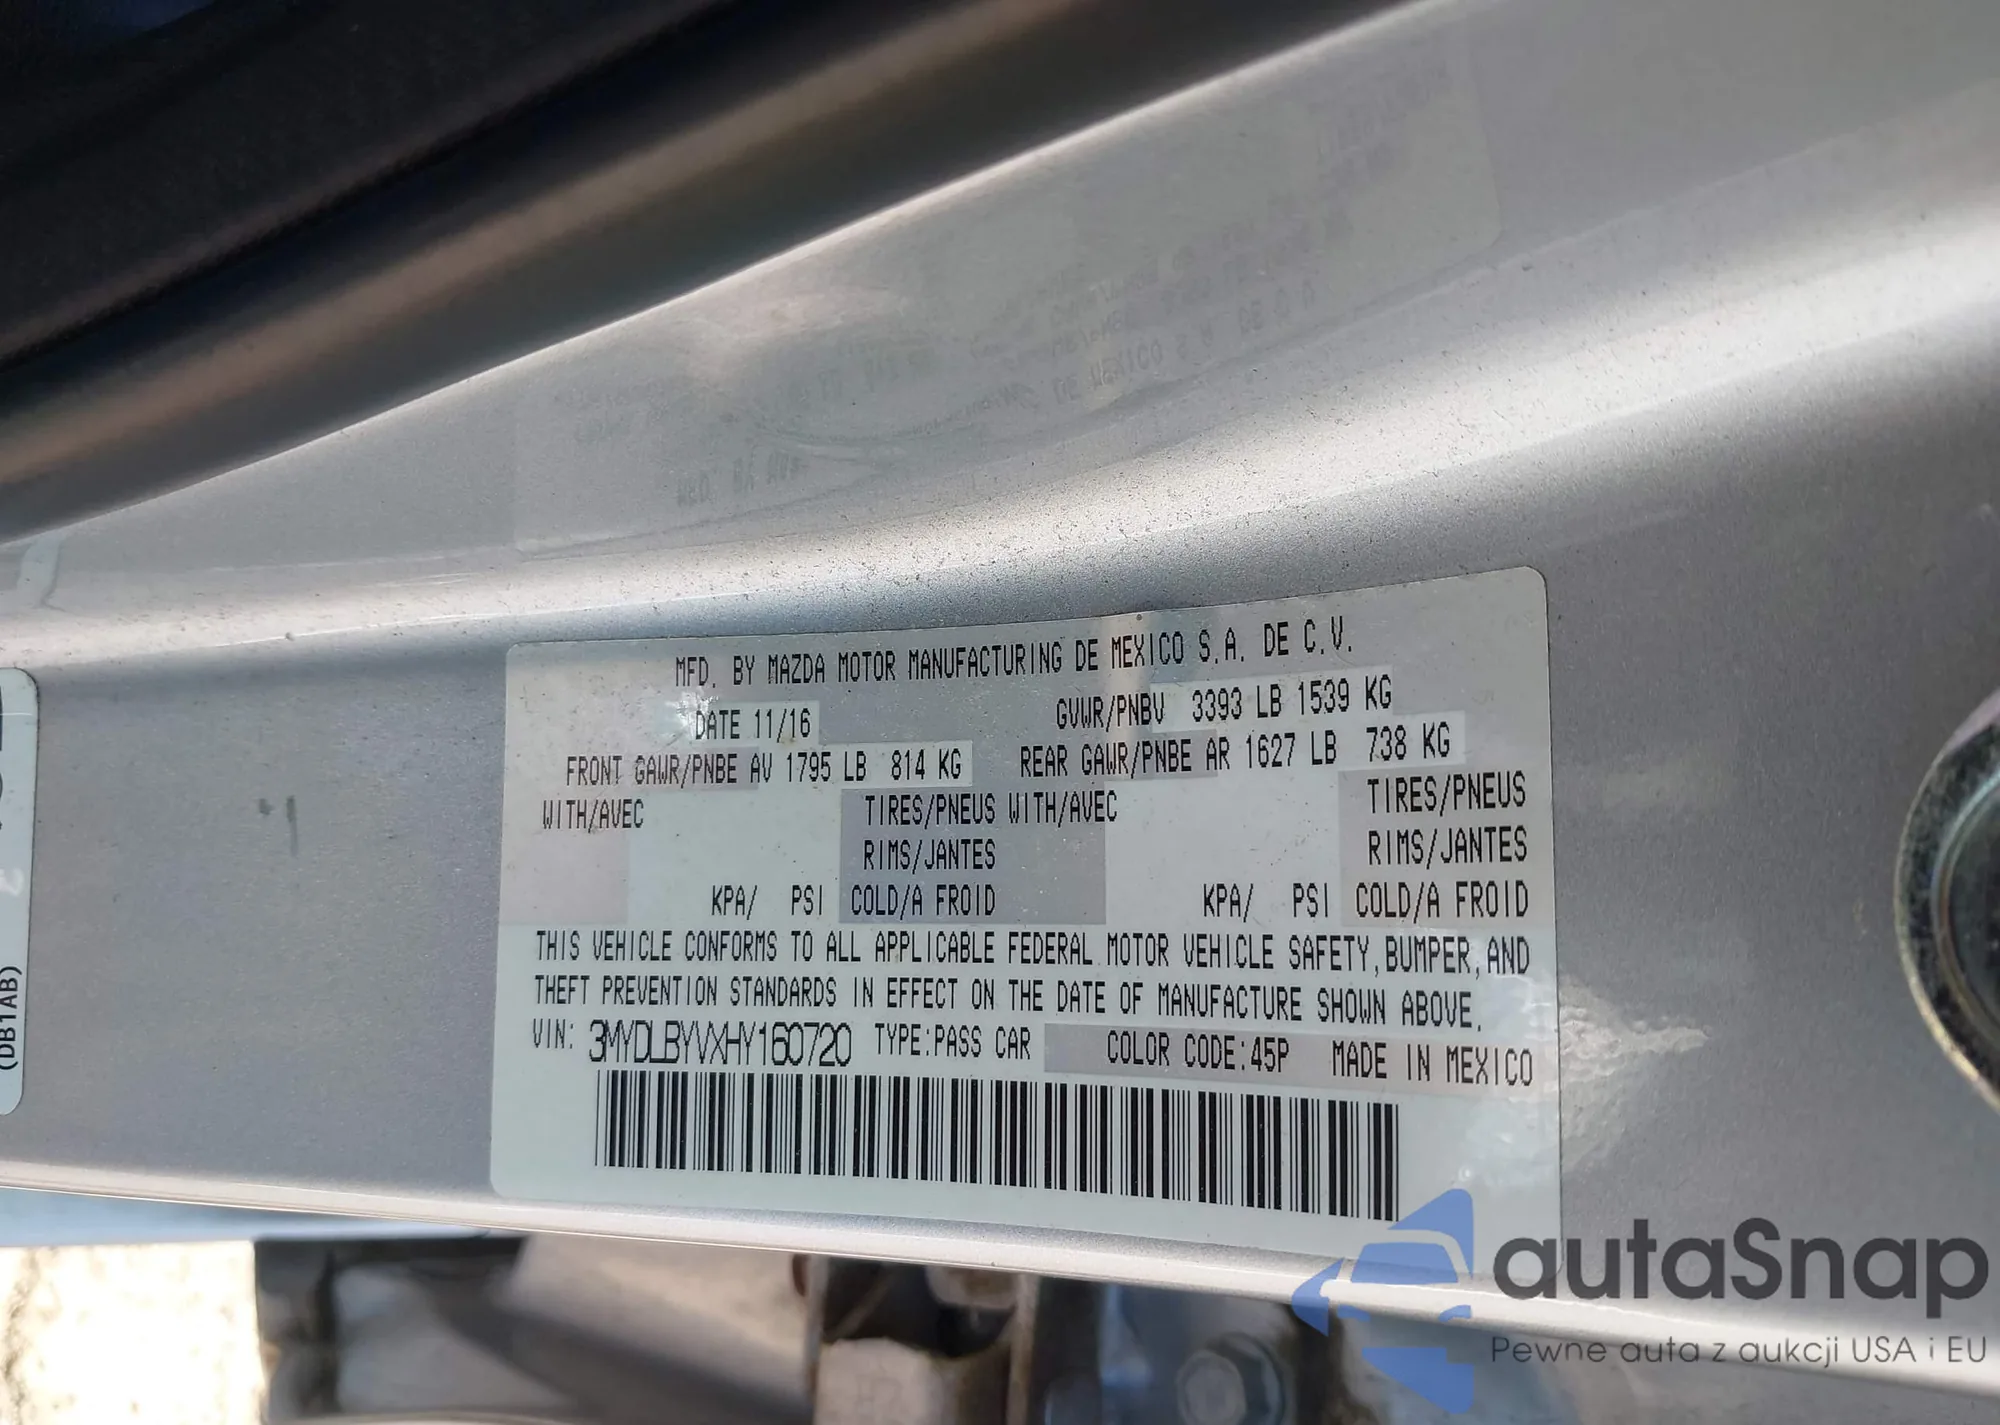 MFD. BY MAZDA MOTOR MANUFACTURING DE MEXICO S.A. DE C.V.
DATE 11/16 GVWR/PNBV 3393 LB 1539 KG
FRONT GAWR/PNBE AV 1795 LB 814 KG REAR GAWR/PNBE AR 1627 LB 738 KG
WITH/AVEC TIRES/PNEUS WITH/AVEC TIRES/PNEUS
RIMS/JANTES RIMS/JANTES
KPA/ PSI COLD/A FROID KPA/ PSI COLD/A FROID
THIS VEHICLE CONFORMS TO ALL APPLICABLE FEDERAL MOTOR VEHICLE SAFETY, BUMPER, AND
THEFT PREVENTION STANDARDS IN EFFECT ON THE DATE OF MANUFACTURE SHOWN ABOVE.
VIN: 3MYDLBYVXHY160720 TYPE:PASS CAR COLOR CODE:45P MADE IN MEXICO
(DB1AB)
autaSnap
Pewne auta z aukcji USA i EU